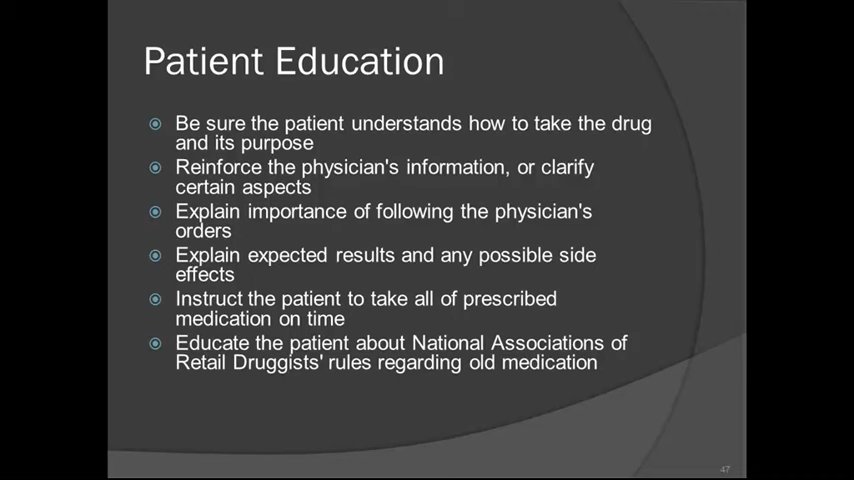 Patient Education
Be sure the patient understands how to take the drug
and its purpose
Reinforce the physician's information, or clarify
certain aspects
Explain importance of following the physician's
orders
Explain expected results and any possible side
effects
Instruct the patient to take all of prescribed
medication on time
Educate the patient about National Associations of
Retail Druggists' rules regarding old medication
47